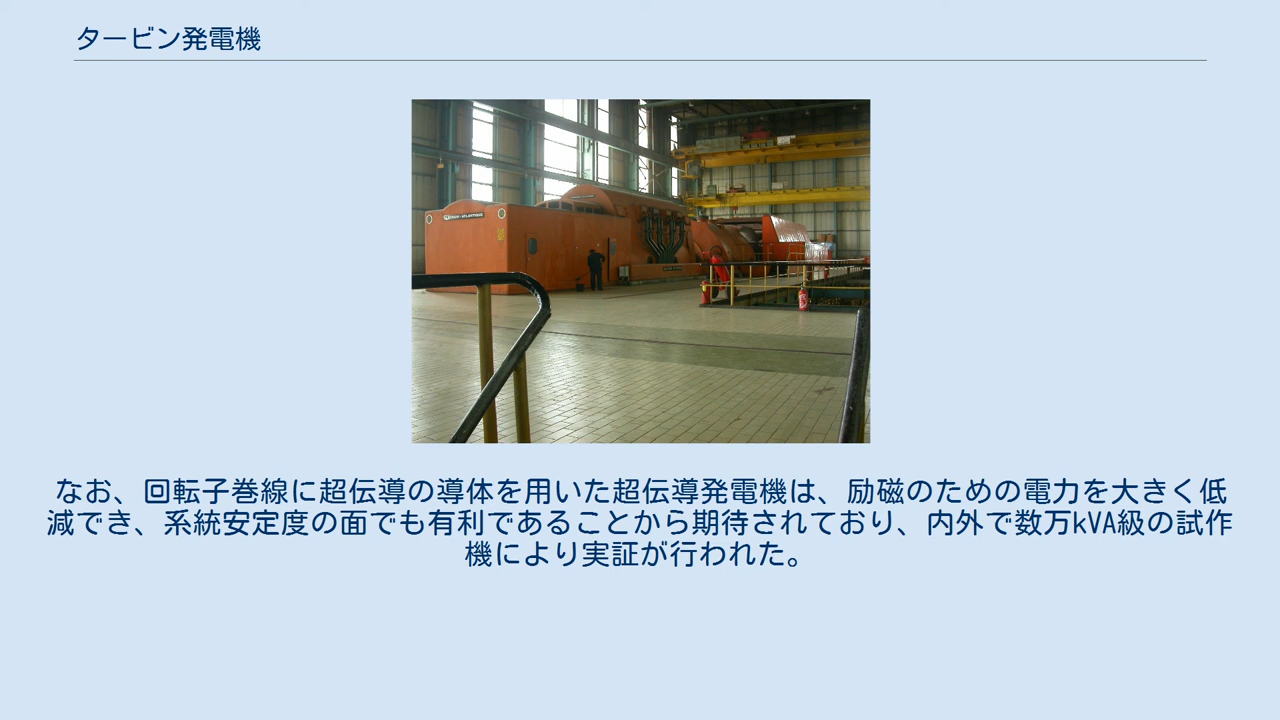 タービン発電機
なお、回転子巻線に超伝導の導体を用いた超伝導発電機は、励磁のための電力を大きく低
減でき、系統安定度の面でも有利であることから期待されており、内外で数万kVA級の試作
機により実証が行われた。